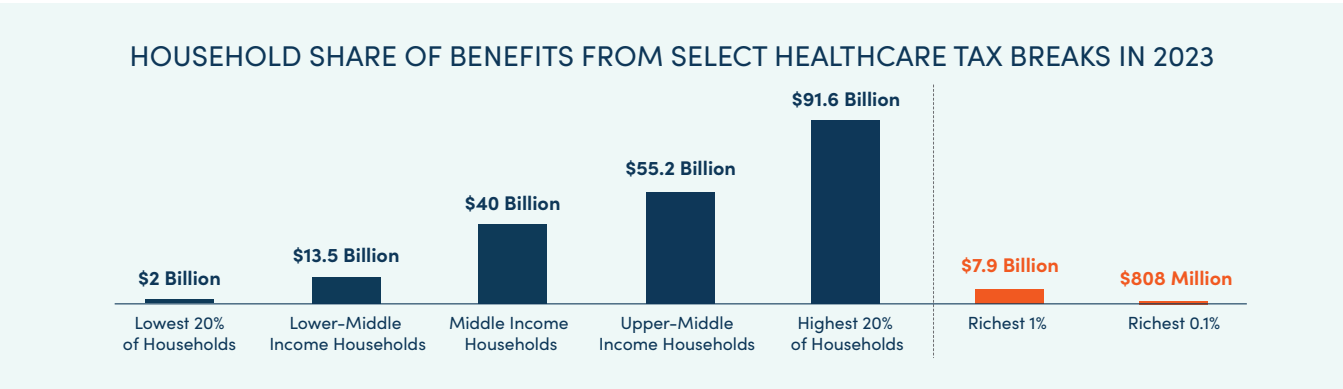 HOUSEHOLD SHARE OF BENEFITS FROM SELECT HEALTHCARE TAX BREAKS IN 2023
$2 Billion
Lowest 20%
of Households
$13.5 Billion
Lower-Middle
Income Households
$40 Billion
Middle Income
Households
$55.2 Billion
Upper-Middle
Income Households
$91.6 Billion
Highest 20%
of Households
$7.9 Billion
Richest 1%
$808 Million
Richest 0.1%